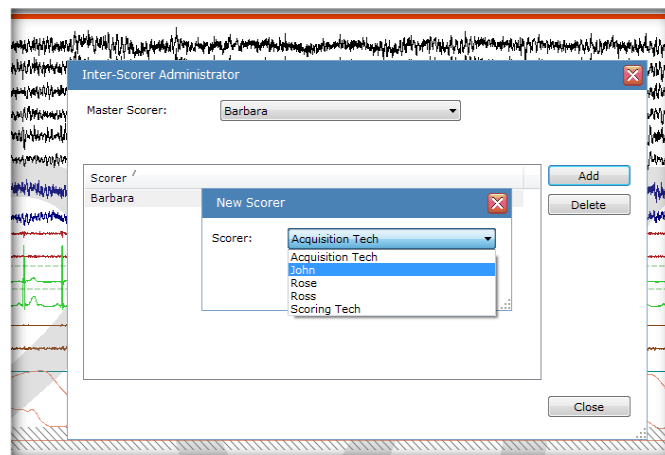 Inter-Scorer Administrator
Master Scorer: Barbara
Scorer
Add
Barbara
Delete
New Scorer
Scorer: Acquisition Tech
Acquisition Tech
John
Rose
Ross
Scoring Tech
Close